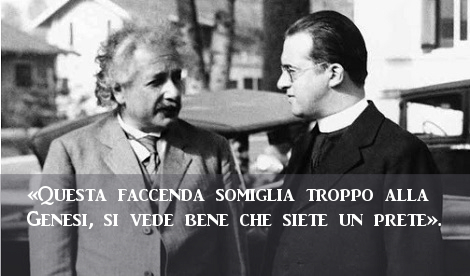 «Questa faccenda somiglia troppo alla
Genesi, si vede bene che siete un prete».